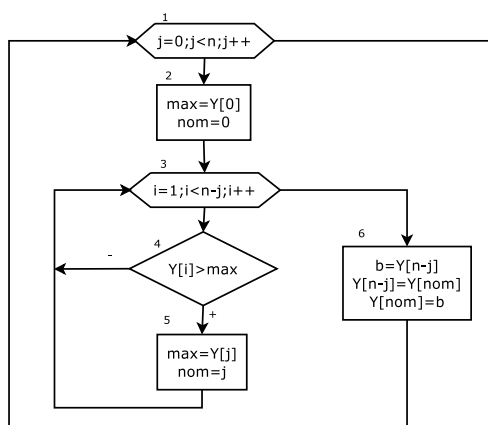 1
j=0;j<n;j++
2
max=Y[0]
nom=0
3
i=1;i<n-j;i++
4
Y[i]>max
-
+
5
max=Y[j]
nom=j
6
b=Y[n-j]
Y[n-j]=Y[nom]
Y[nom]=b